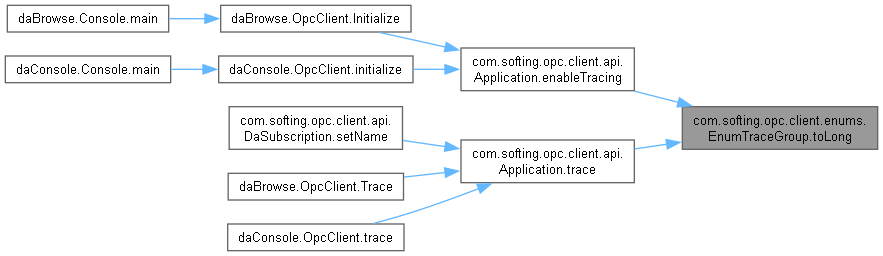 daBrowse.Console.main
daBrowse.OpcClient.Initialize
daConsole.Console.main
daConsole.OpcClient.initialize
com.softing.opc.client.api.
Application.enableTracing
com.softing.opc.client.enums.
EnumTraceGroup.toLong
com.softing.opc.client.api.
DaSubscription.setName
com.softing.opc.client.api.
Application.trace
daBrowse.OpcClient.Trace
daConsole.OpcClient.trace